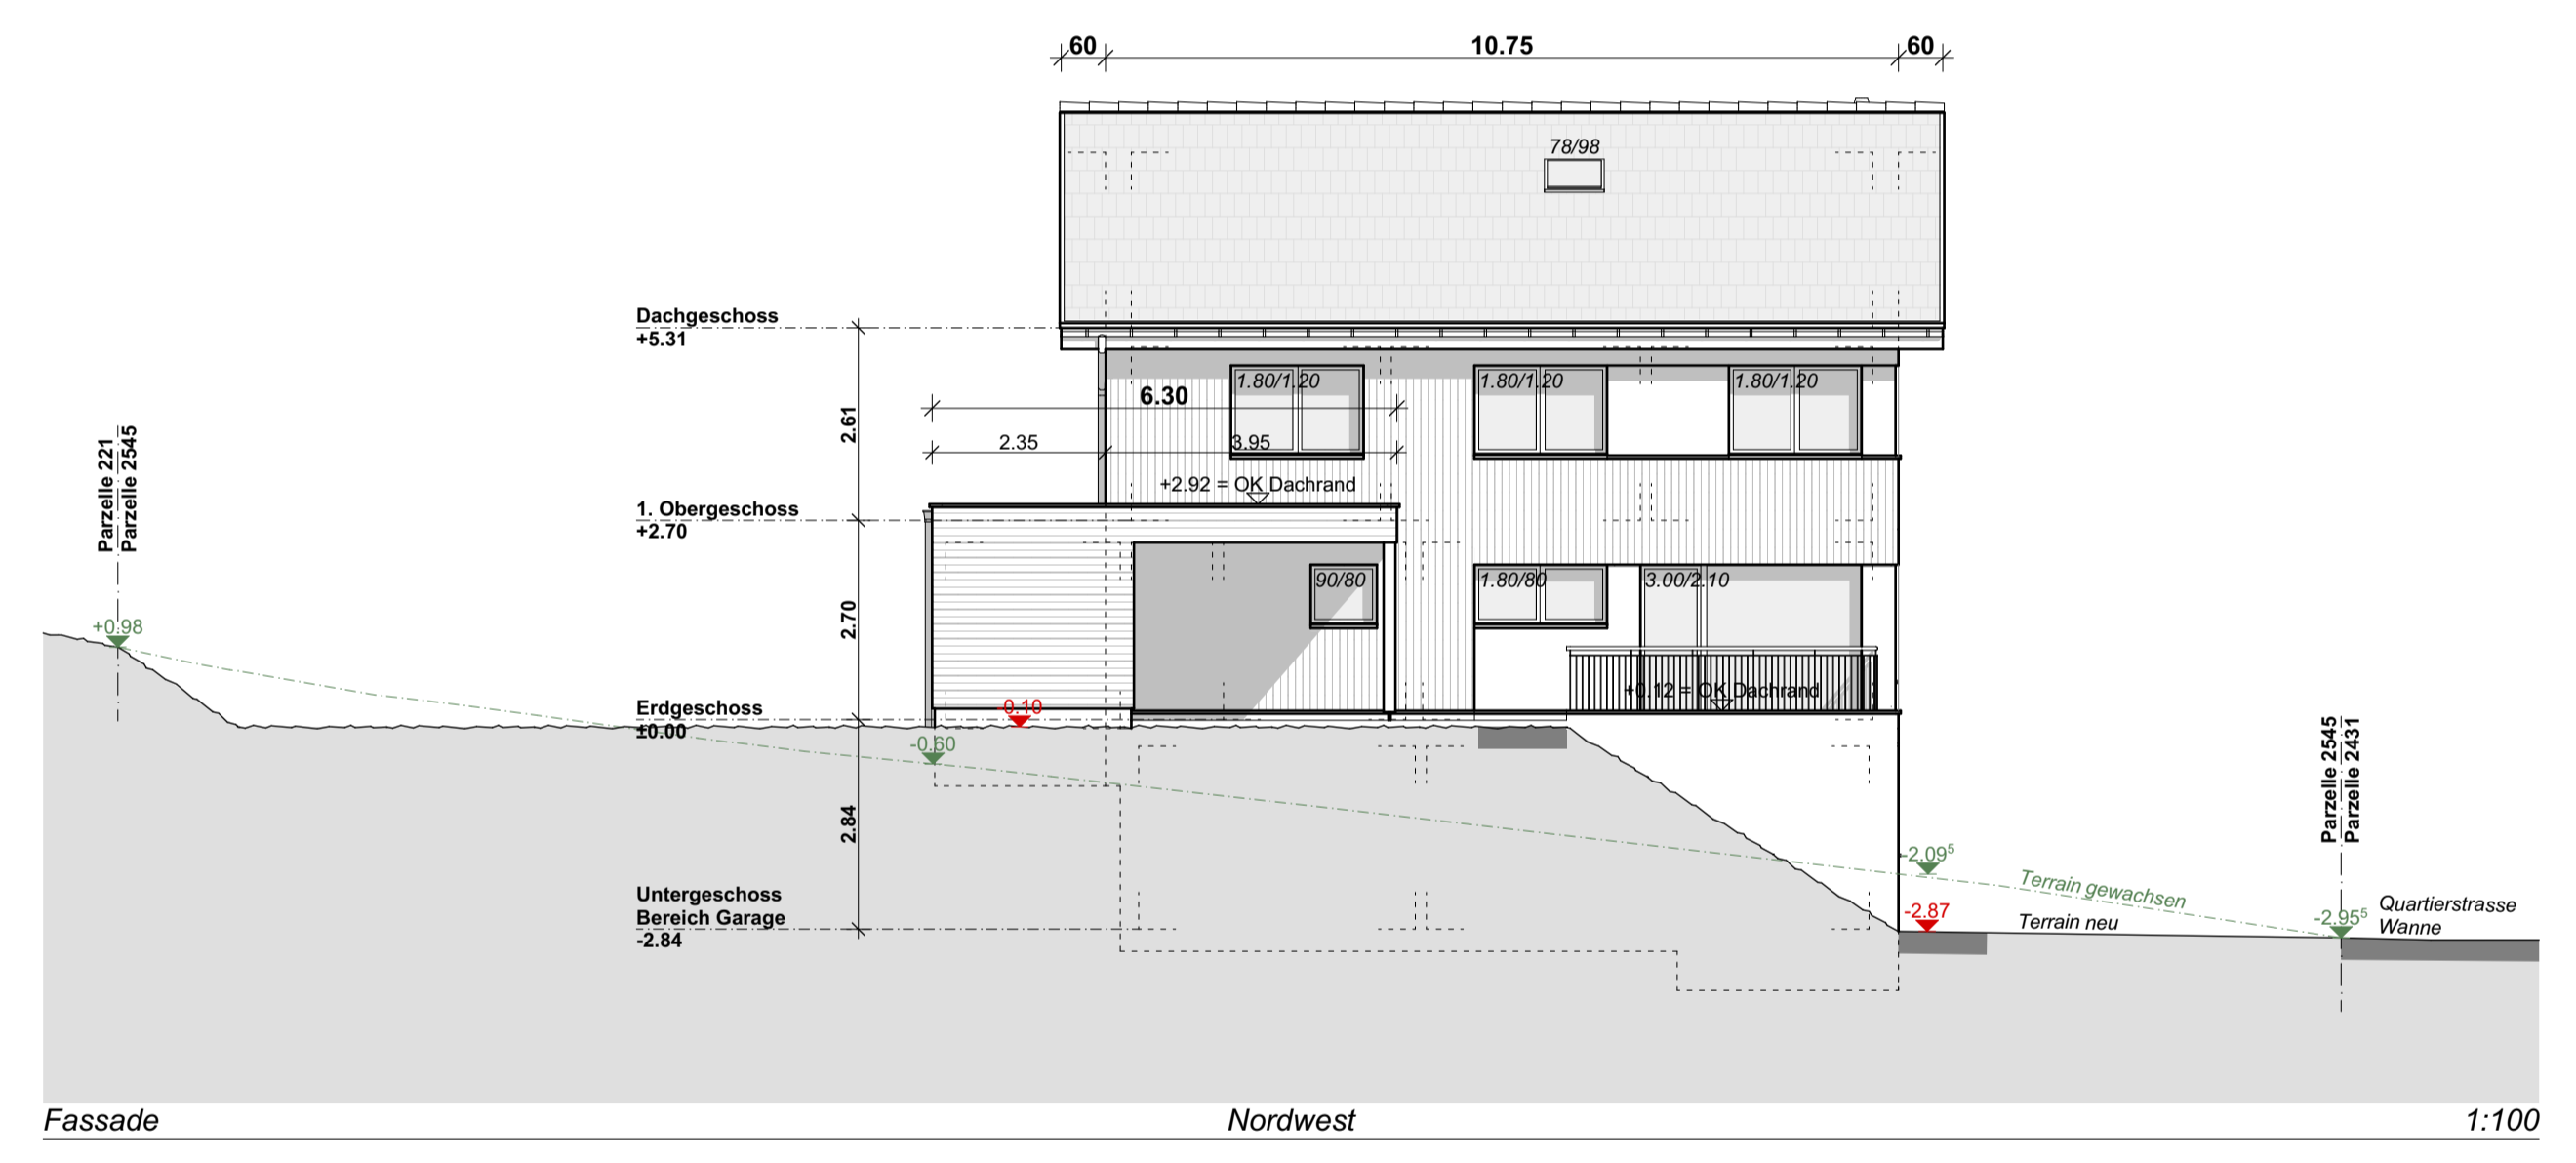 60 10.75 60
78/98
Dachgeschoss
+5.31
1.80/1.20 1.80/1.20 1.80/1.20
6.30
2.61
2.35 3.95
Parzelle 221
Parzelle 2545
+2.92 = OK Dachrand
1. Obergeschoss
+2.70
90/80 1.80/80 3.00/2.10
2.70
+0.98
+0.12 = OK Dachrand
Erdgeschoss
±0.00
-0.10
-0.60
Parzelle 2545
Parzelle 2431
2.84
-2.09⁵
Terrain gewachsen
Untergeschoss
Bereich Garage
-2.84
-2.87
Terrain neu
-2.95⁵
Quartierstrasse
Wanne
Fassade Nordwest 1:100